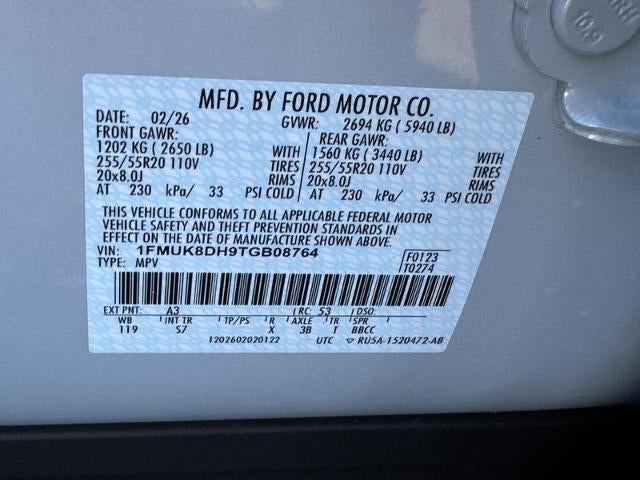 MFD. BY FORD MOTOR CO.
DATE: 02/26 GVWR: 2694 KG ( 5940 LB)
FRONT GAWR: REAR GAWR:
1202 KG ( 2650 LB) WITH 1560 KG ( 3440 LB) WITH
255/55R20 110V TIRES 255/55R20 110V TIRES
20x8.0J RIMS 20x8.0J RIMS
AT 230 kPa/ 33 PSI COLD AT 230 kPa/ 33 PSI COLD
THIS VEHICLE CONFORMS TO ALL APPLICABLE FEDERAL MOTOR
VEHICLE SAFETY AND THEFT PREVENTION STANDARDS IN
EFFECT ON THE DATE OF MANUFACTURE SHOWN ABOVE.
VIN: 1FMUK8DH9TGB08764 F0123
TYPE: MPV T0274
EXT PNT: A3 RC: 53 DSO:
WB INT TR TP/PS R AXLE TR SPR
119 S7 X 3B T BBCC
1202602020122 UTC ▽ RU5A-1520472-AB
10.9